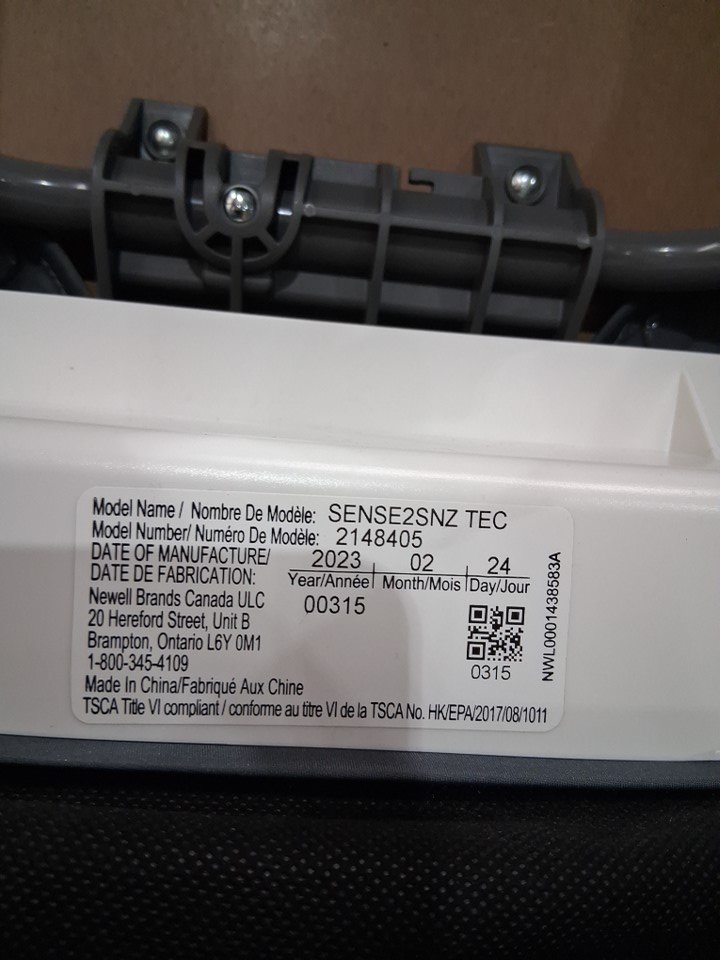 Model Name / Nombre De Modèle: SENSE2SNZ TEC
Model Number/ Numéro De Modèle: 2148405
DATE OF MANUFACTURE/ 2023 02 24
DATE DE FABRICATION: Year/Année Month/Mois Day/Jour
Newell Brands Canada ULC 00315
20 Hereford Street, Unit B
Brampton, Ontario L6Y 0M1
1-800-345-4109
0315
Made In China/Fabriqué Aux Chine
TSCA Title VI compliant / conforme au titre VI de la TSCA No. HK/EPA/2017/08/1011
NWL0001438583A